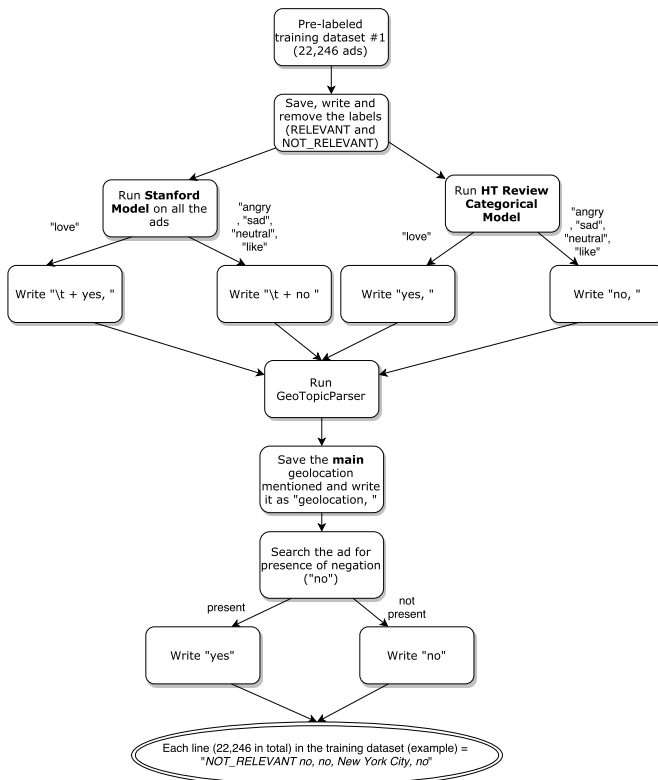 Pre-labeled
training dataset #1
(22,246 ads)
Save, write and
remove the labels
(RELEVANT and
NOT_RELEVANT)
Run Stanford
Model on all the
ads
Run HT Review
Categorical
Model
"love"
"angry
, "sad",
"neutral",
"like"
"love"
"angry
, "sad",
"neutral",
"like"
Write "\t + yes, "
Write "\t + no "
Write "yes, "
Write "no, "
Run
GeoTopicParser
Save the main
geolocation
mentioned and write
it as "geolocation, "
Search the ad for
presence of negation
("no")
present
not
present
Write "yes"
Write "no"
Each line (22,246 in total) in the training dataset (example) =
"NOT_RELEVANT no, no, New York City, no"